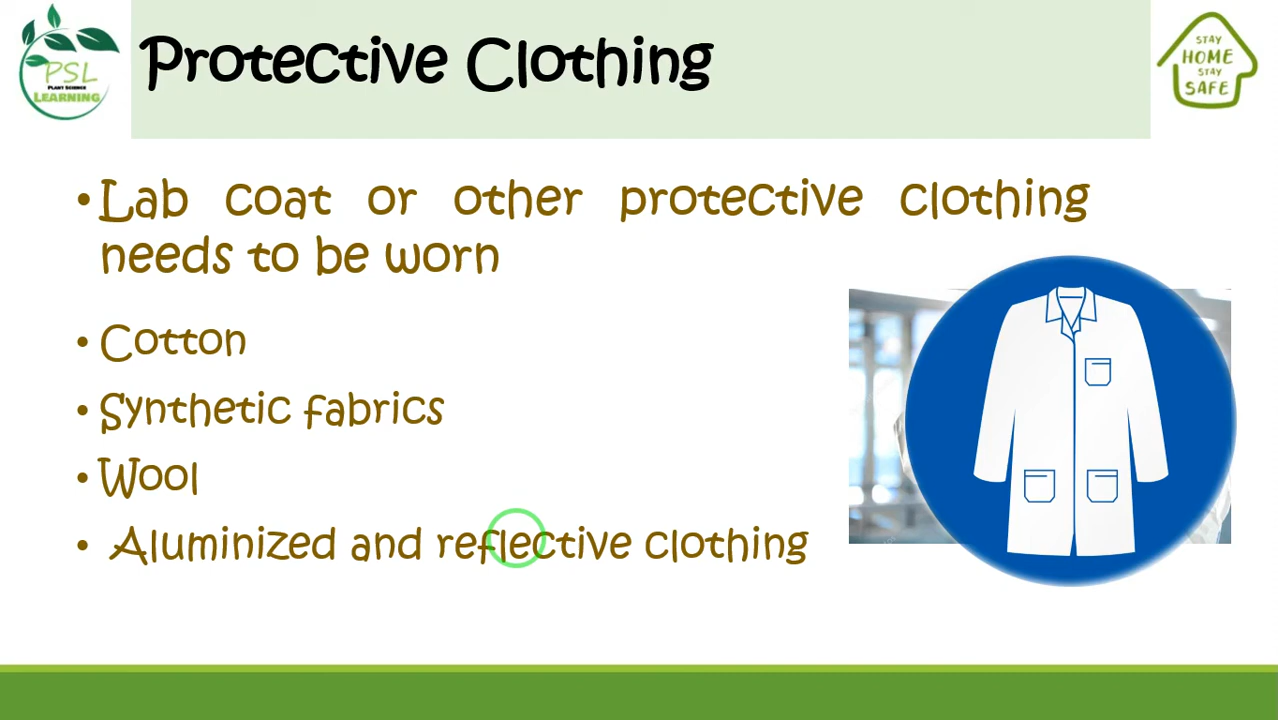 PSL
PLANT SCIENCE
LEARNING
Protective Clothing
STAY
HOME
STAY
SAFE
•Lab coat or other protective clothing
needs to be worn
• Cotton
• Synthetic fabrics
• Wool
• Aluminized and reflective clothing